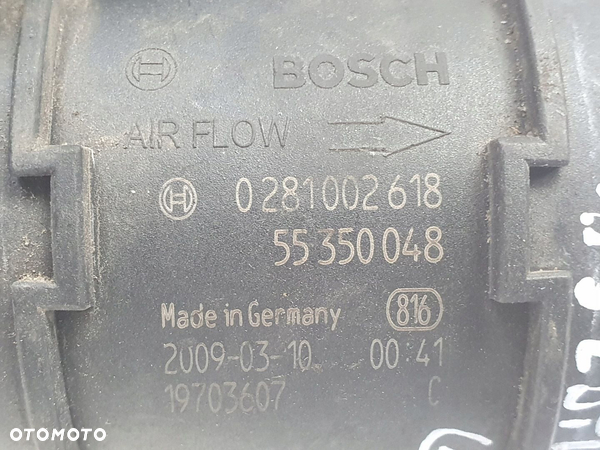 BOSCH
AIR FLOW
0 281 002 618
55 350 048
Made in Germany 816
2009-03-10 00:41
19703607 C
OTOMOTO